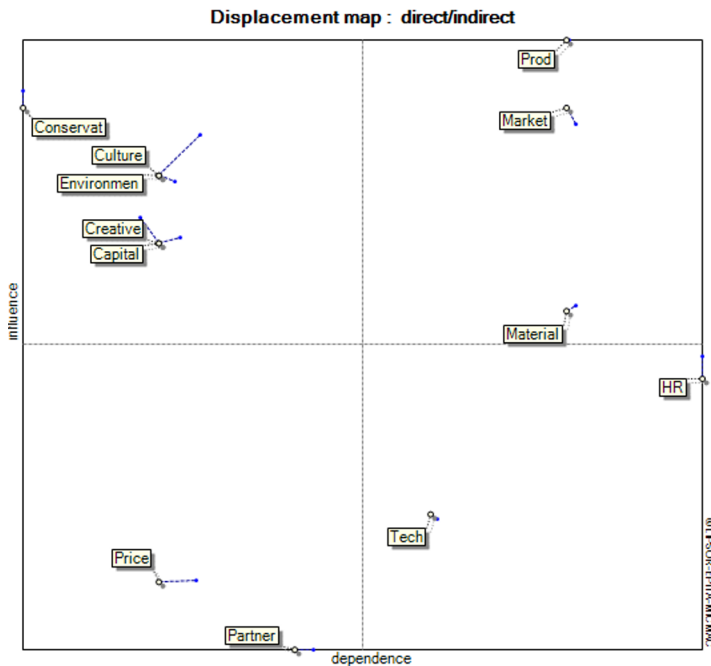 Displacement map : direct/indirect
Prod
Conservat
Market
Culture
Environmen
Creative
Capital
influence
Material
HR
Tech
Price
Partner
dependence